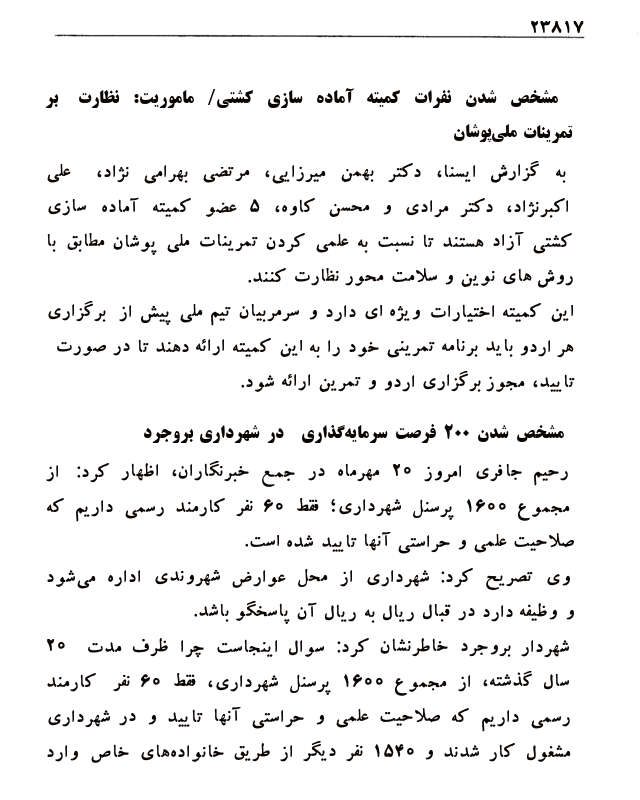 ۲۳۸۱۷
مشخص شدن نفرات کمیته آماده سازی کشتی/ ماموریت: نظارت بر
تمرینات ملی‌پوشان
به گزارش ایسنا، دکتر بهمن میرزایی، مرتضی بهرامی نژاد، علی
اکبرنژاد، دکتر مرادی و محسن کاوه، ۵ عضو کمیته آماده سازی
کشتی آزاد هستند تا نسبت به علمی کردن تمرینات ملی پوشان مطابق با
روش های نوین و سلامت محور نظارت کنند.
این کمیته اختیارات ویژه ای دارد و سرمربیان تیم ملی پیش از برگزاری
هر اردو باید برنامه تمرینی خود را به این کمیته ارائه دهند تا در صورت
تایید، مجوز برگزاری اردو و تمرین ارائه شود.
مشخص شدن ۲۰۰ فرصت سرمایه‌گذاری در شهرداری بروجرد
رحیم جافری امروز ۲۰ مهرماه در جمع خبرنگاران، اظهار کرد: از
مجموع ۱۶۰۰ پرسنل شهرداری؛ فقط ۶۰ نفر کارمند رسمی داریم که
صلاحیت علمی و حراستی آنها تایید شده است.
وی تصریح کرد: شهرداری از محل عوارض شهروندی اداره می‌شود
و وظیفه دارد در قبال ریال به ریال آن پاسخگو باشد.
شهردار بروجرد خاطرنشان کرد: سوال اینجاست چرا ظرف مدت ۲۰
سال گذشته، از مجموع ۱۶۰۰ پرسنل شهرداری، فقط ۶۰ نفر کارمند
رسمی داریم که صلاحیت علمی و حراستی آنها تایید و در شهرداری
مشغول کار شدند و ۱۵۴۰ نفر دیگر از طریق خانواده‌های خاص وارد